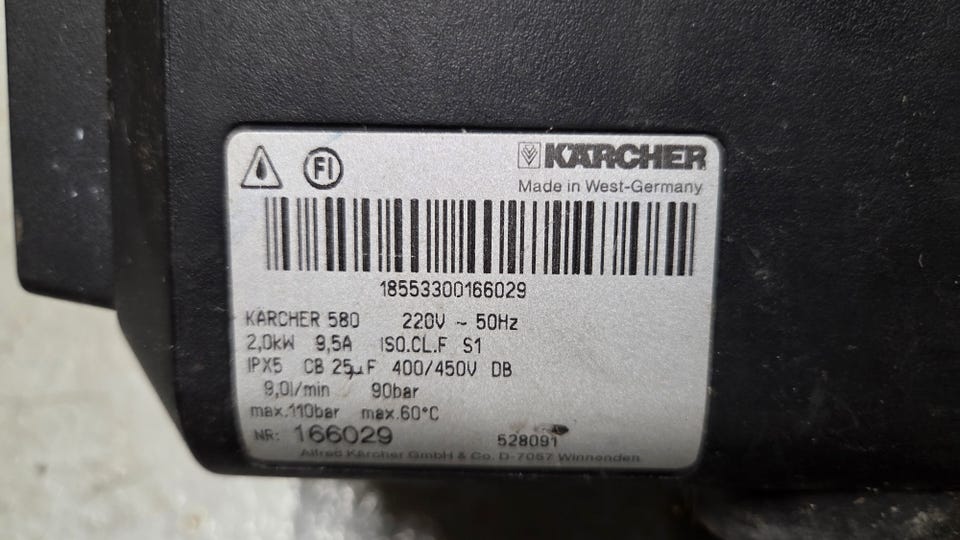 FI
KÄRCHER
Made in West-Germany
18553300166029
KÄRCHER 580 220V ~ 50Hz
2,0kW 9,5A ISO.CL.F S1
IPX5 CB 25µF 400/450V DB
9,0l/min 90bar
max.110bar max.60°C
NR: 166029 528091
Alfred Kärcher GmbH & Co. D-7057 Winnenden